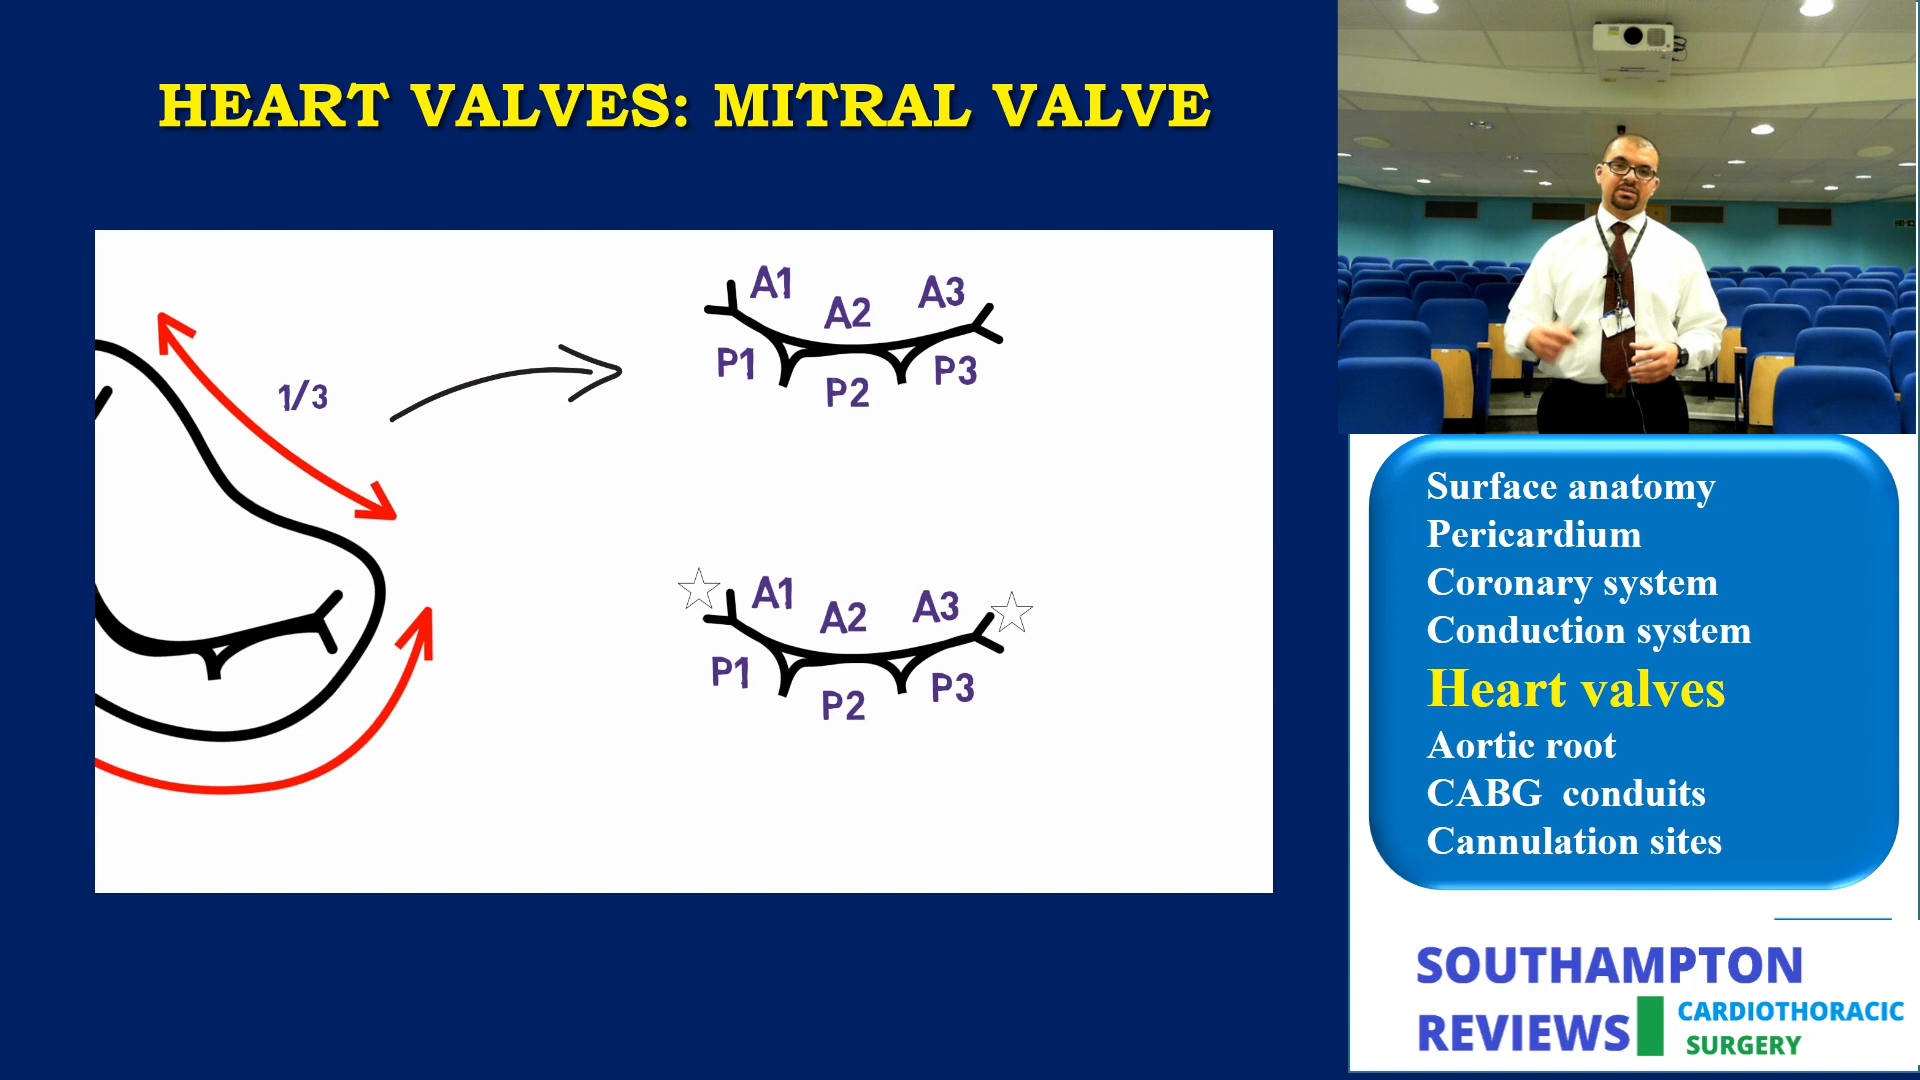 HEART VALVES: MITRAL VALVE
1/3
A1
A2
A3
P1
P2
P3
A1
A2
A3
P1
P2
P3
Surface anatomy
Pericardium
Coronary system
Conduction system
Heart valves
Aortic root
CABG conduits
Cannulation sites
SOUTHAMPTON
REVIEWS
CARDIOTHORACIC
SURGERY